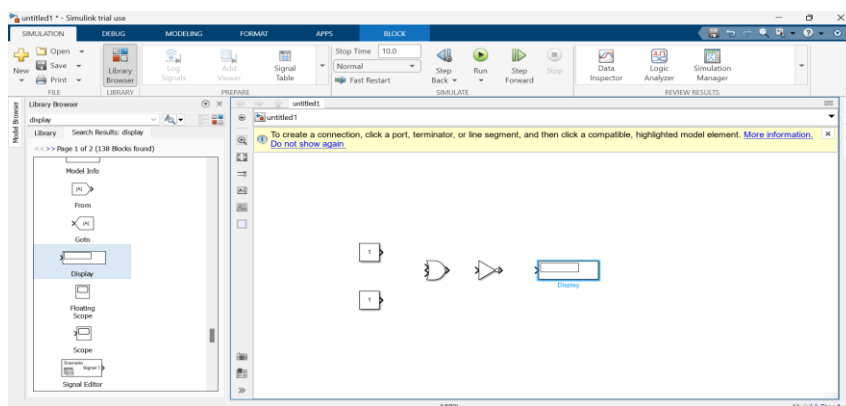 untitled1 * - Simulink trial use
SIMULATION DEBUG MODELING FORMAT APPS BLOCK
New
Open
Save
Print
FILE
Library Browser
LIBRARY
Log Signals
Add Viewer
Signal Table
PREPARE
Stop Time 10.0
Normal
Fast Restart
Step Back
Run
Step Forward
Stop
SIMULATE
Data Inspector
Logic Analyzer
Simulation Manager
REVIEW RESULTS
Model Browser
Library Browser
display
Library Search Results: display
<< >> Page 1 of 2 (138 Blocks found)
Model Info
[A]
From
[A]
Goto
Display
Floating
Scope
Scope
Signal 1
Signal Editor
untitled1
untitled1
To create a connection, click a port, terminator, or line segment, and then click a compatible, highlighted model element. More information.
Do not show again
1
1
Display